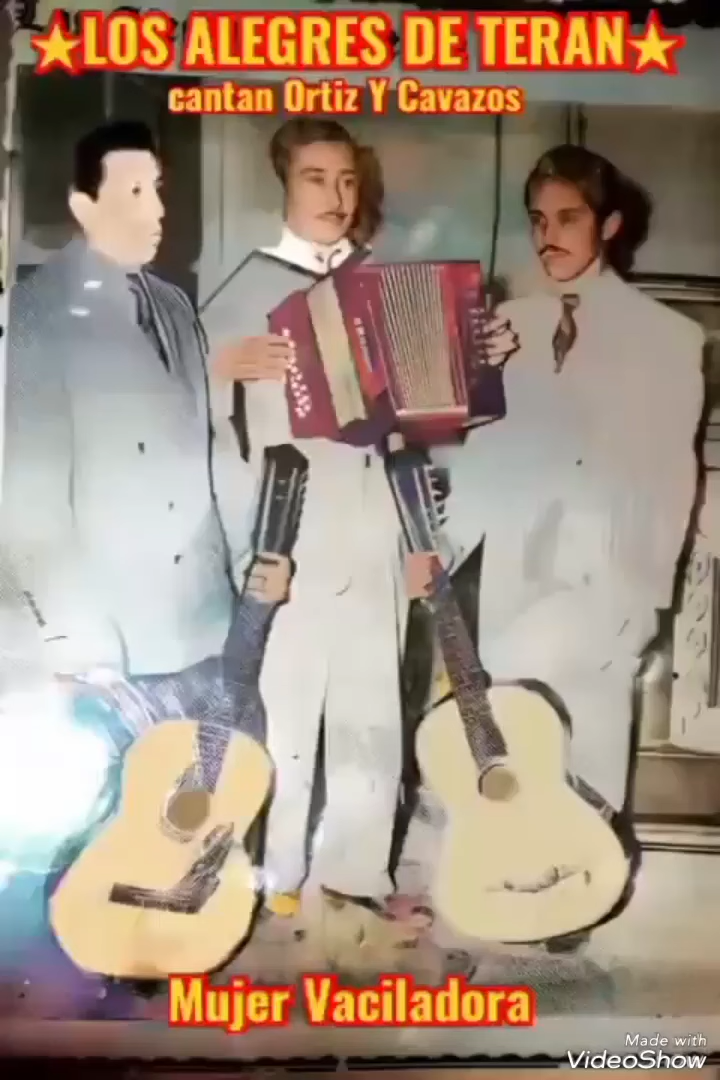 ★LOS ALEGRES DE TERAN★
cantan Ortiz Y Cavazos
Mujer Vaciladora
Made with
VideoShow